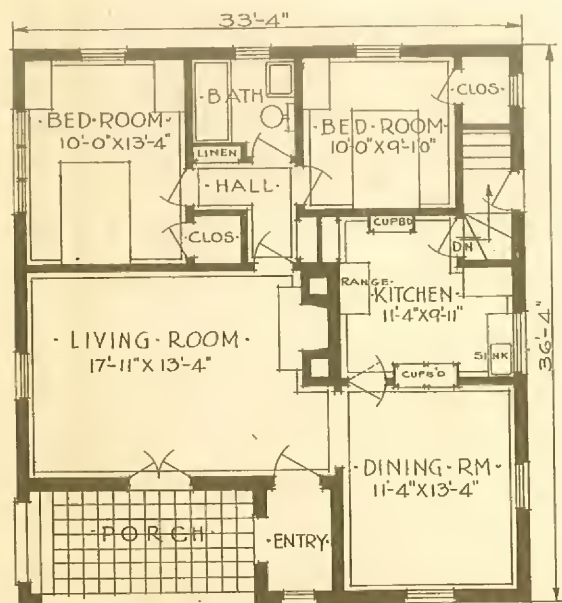 33'-4"
BED·ROOM
10'-0"X13'-4"
·BATH·
·BED·ROOM·
10'-0"X9'-10"
CLOS·
LINEN
·HALL·
·CLOS·
CUPB'D
DN
RANGE
·KITCHEN·
11'-4"X9'-11"
·LIVING·ROOM·
17'-11"X13'-4"
SINK
36'-4"
CUPB'D
DINING·RM
11'-4"X13'-4"
·PORCH·
·ENTRY·